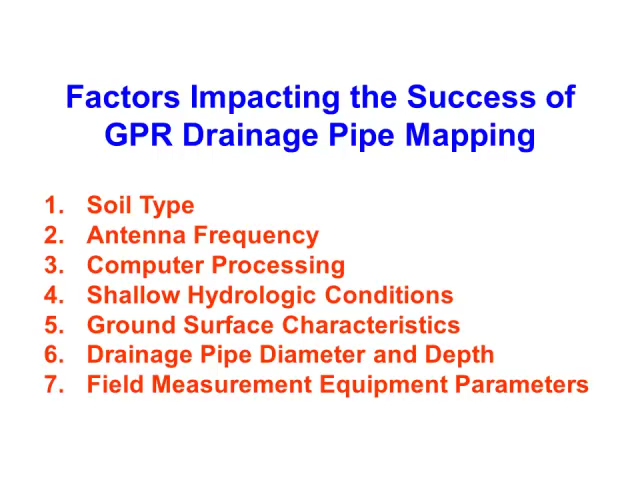 Factors Impacting the Success of
GPR Drainage Pipe Mapping
1. Soil Type
2. Antenna Frequency
3. Computer Processing
4. Shallow Hydrologic Conditions
5. Ground Surface Characteristics
6. Drainage Pipe Diameter and Depth
7. Field Measurement Equipment Parameters